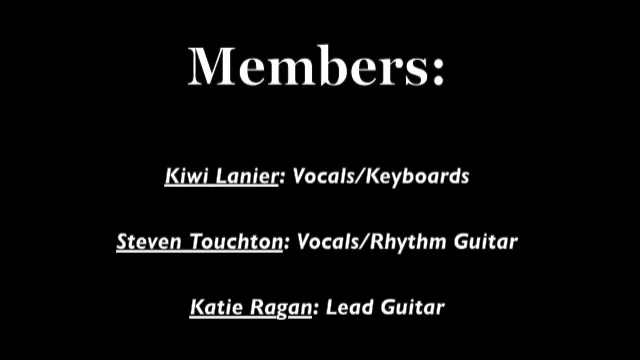 Members:
Kiwi Lanier: Vocals/Keyboards
Steven Touchton: Vocals/Rhythm Guitar
Katie Ragan: Lead Guitar